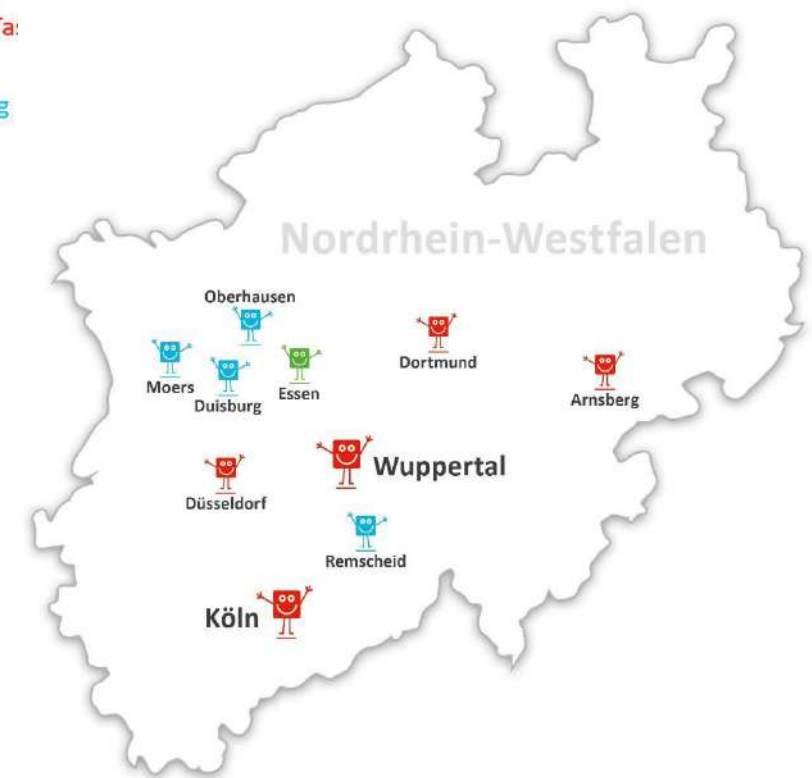 Nordrhein-Westfalen
Oberhausen
Moers
Duisburg
Essen
Dortmund
Arnsberg
Wuppertal
Düsseldorf
Remscheid
Köln